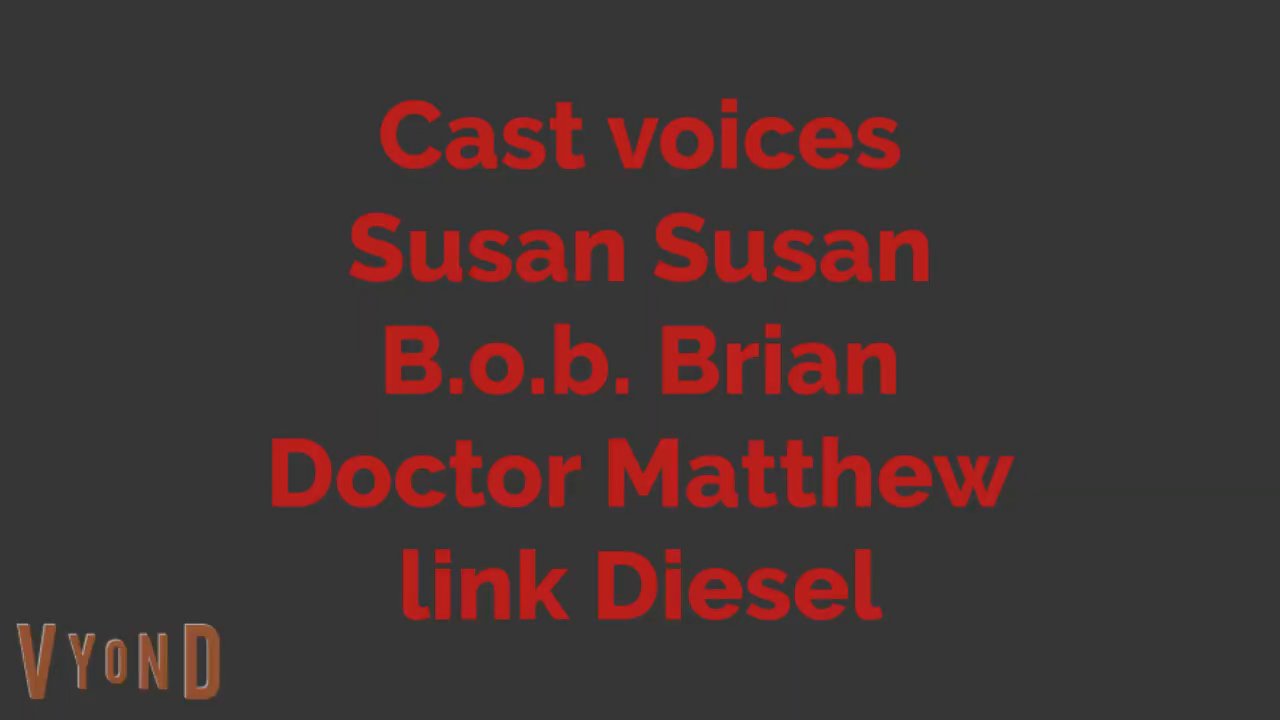 Cast voices
Susan Susan
B.o.b. Brian
Doctor Matthew
link Diesel
VYOND